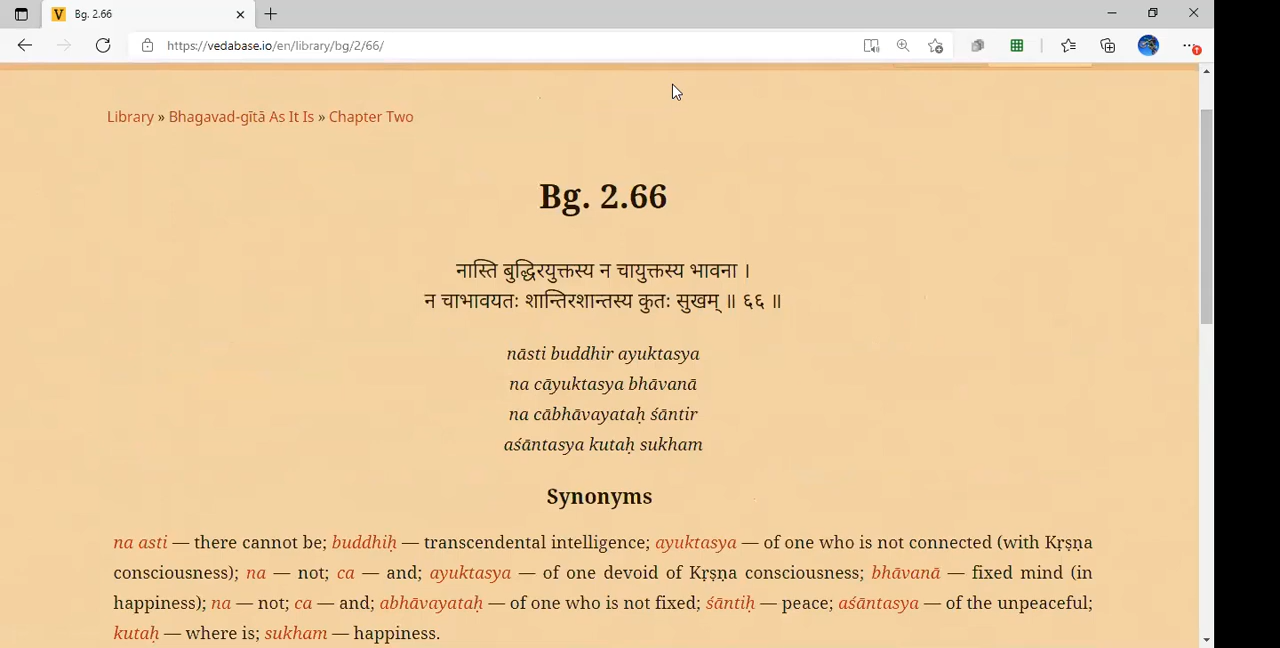 Bg. 2.66
https://vedabase.io/en/library/bg/2/66/
Library » Bhagavad-gītā As It Is » Chapter Two
Bg. 2.66
नास्ति बुद्धिरयुक्तस्य न चायुक्तस्य भावना ।
न चाभावयतः शान्तिरशान्तस्य कुतः सुखम् ॥ ६६ ॥
nāsti buddhir ayuktasya
na cāyuktasya bhāvanā
na cābhāvayataḥ śāntir
aśāntasya kutaḥ sukham
Synonyms
na asti — there cannot be; buddhiḥ — transcendental intelligence; ayuktasya — of one who is not connected (with Kṛṣṇa
consciousness); na — not; ca — and; ayuktasya — of one devoid of Kṛṣṇa consciousness; bhāvanā — fixed mind (in
happiness); na — not; ca — and; abhāvayataḥ — of one who is not fixed; śāntiḥ — peace; aśāntasya — of the unpeaceful;
kutaḥ — where is; sukham — happiness.